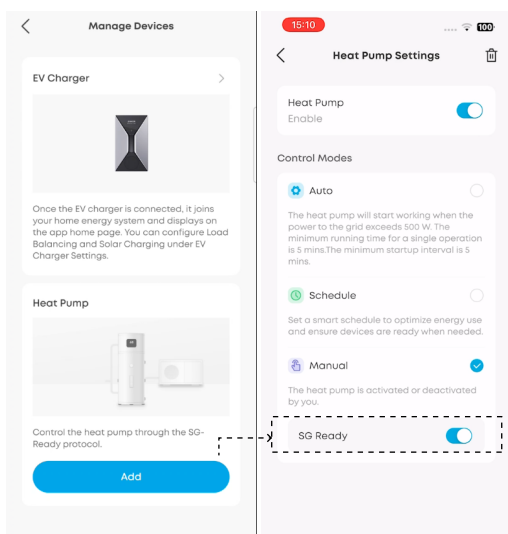 Manage Devices
EV Charger
Once the EV charger is connected, it joins
your home energy system and displays on
the app home page. You can configure Load
Balancing and Solar Charging under EV
Charger Settings.
Heat Pump
Control the heat pump through the SG-
Ready protocol.
Add
15:10
100
Heat Pump Settings
Heat Pump
Enable
Control Modes
Auto
The heat pump will start working when the
power to the grid exceeds 500 W. The
minimum running time for a single operation
is 5 mins.The minimum startup interval is 5
mins.
Schedule
Set a smart schedule to optimize energy use
and ensure devices are ready when needed.
Manual
The heat pump is activated or deactivated
by you.
SG Ready